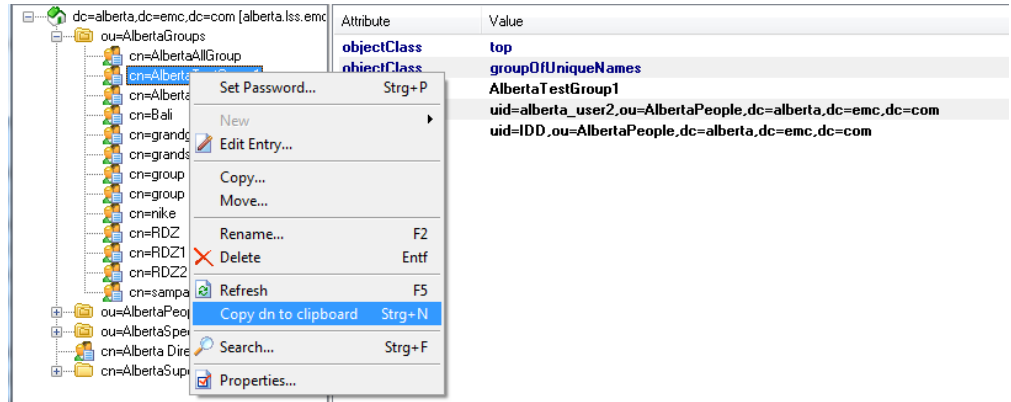 dc=alberta,dc=emc,dc=com [alberta.lss.emc
ou=AlbertaGroups
cn=AlbertaAllGroup
cn=AlbertaTestGroup1
cn=Alberta
cn=Bali
cn=grandg
cn=grands
cn=group
cn=group
cn=nike
cn=RDZ
cn=RDZ1
cn=RDZ2
cn=sampa
ou=AlbertaPeop
ou=AlbertaSpe
cn=Alberta Dire
cn=AlbertaSup
Set Password... Strg+P
New
Edit Entry...
Copy...
Move...
Rename... F2
Delete Entf
Refresh F5
Copy dn to clipboard Strg+N
Search... Strg+F
Properties...
Attribute Value
objectClass top
objectClass groupOfUniqueNames
AlbertaTestGroup1
uid=alberta_user2,ou=AlbertaPeople,dc=alberta,dc=emc,dc=com
uid=IDD,ou=AlbertaPeople,dc=alberta,dc=emc,dc=com